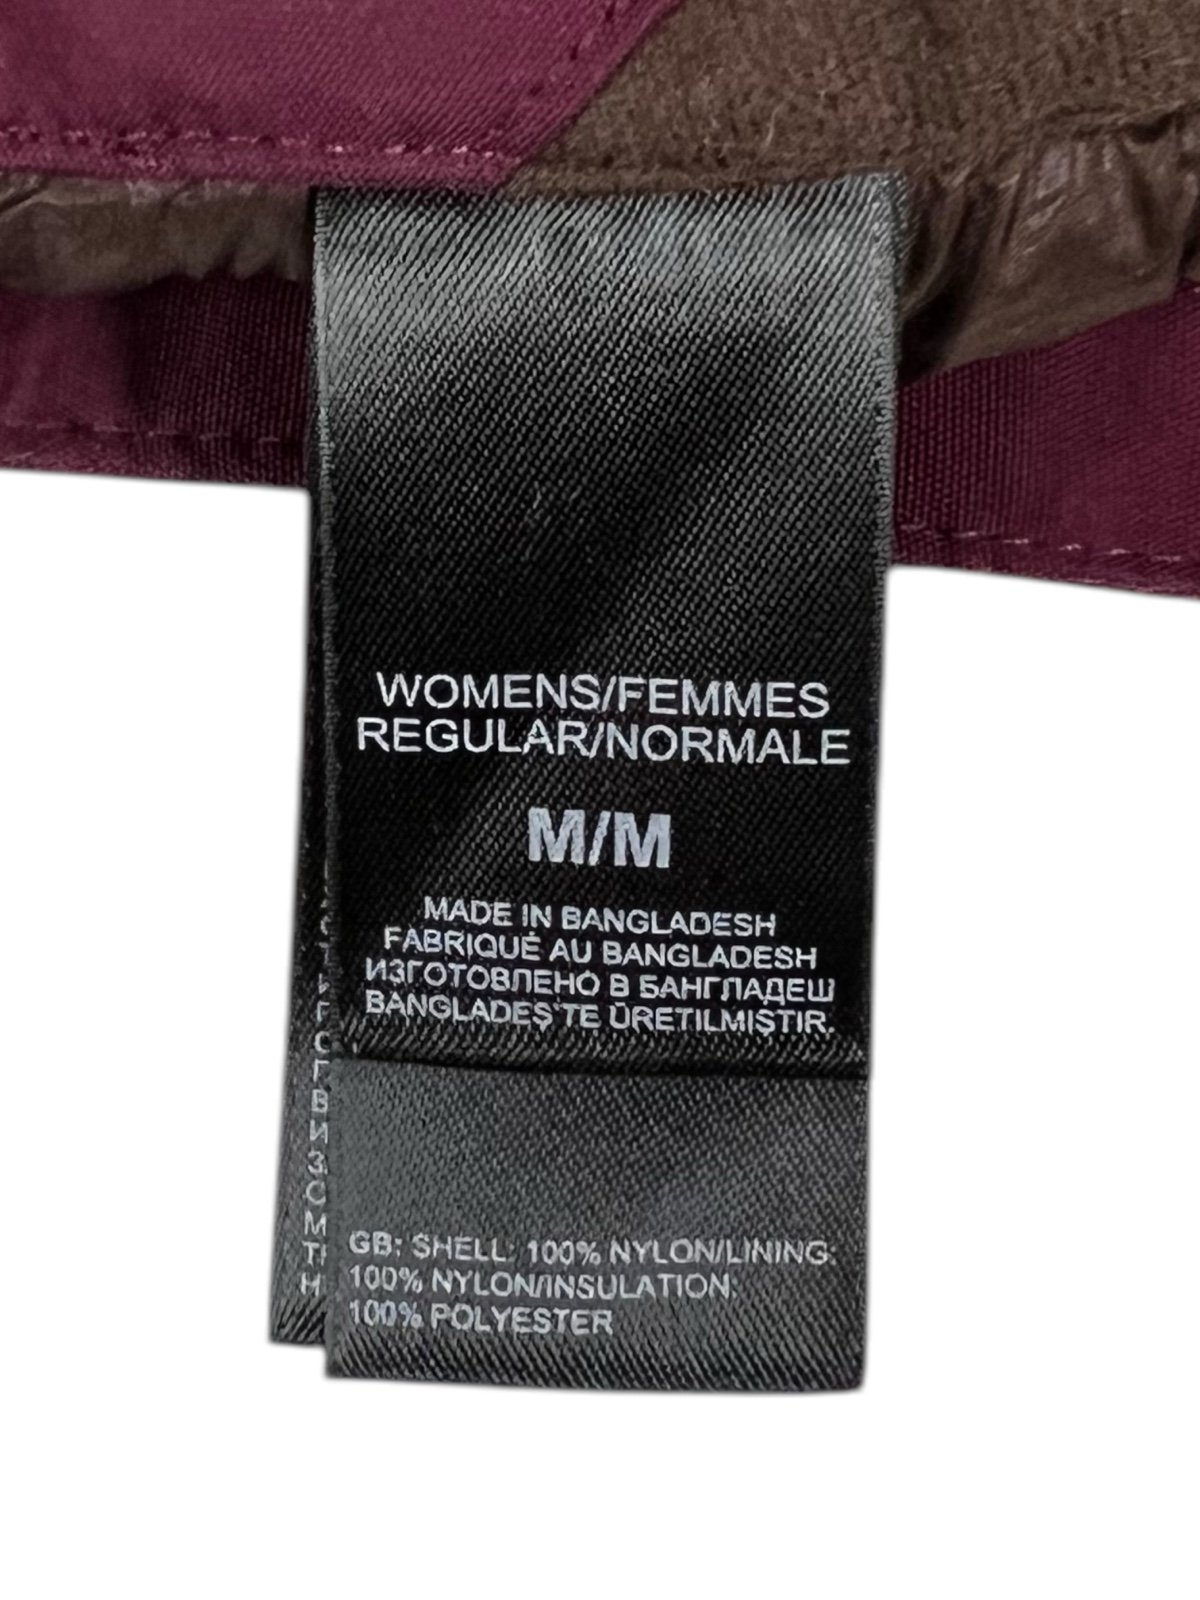 WOMENS/FEMMES
REGULAR/NORMALE
M/M
MADE IN BANGLADESH
FABRIQUÉ AU BANGLADESH
ИЗГОТОВЛЕНО В БАНГЛАДЕШ
BANGLADEŞ'TE ÜRETILMIŞTIR.
GB: SHELL: 100% NYLON/LINING:
100% NYLON/INSULATION:
100% POLYESTER